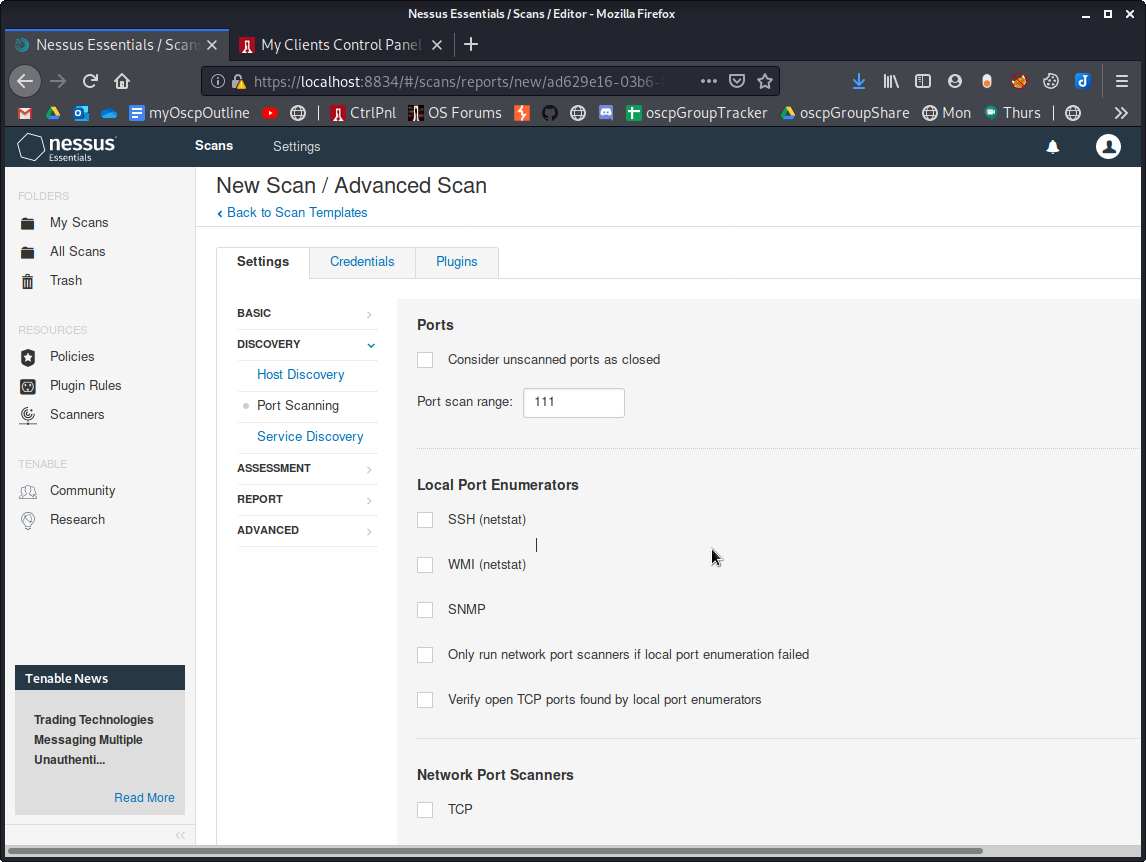 Nessus Essentials / Scans / Editor - Mozilla Firefox
Nessus Essentials / Scans
My Clients Control Panel
https://localhost:8834/#/scans/reports/new/ad629e16-03b6-
myOscpOutline
CtrlPnl
OS Forums
oscpGroupTracker
oscpGroupShare
Mon
Thurs
nessus
Essentials
Scans
Settings
FOLDERS
My Scans
All Scans
Trash
RESOURCES
Policies
Plugin Rules
Scanners
TENABLE
Community
Research
Tenable News
Trading Technologies
Messaging Multiple
Unauthenti...
Read More
New Scan / Advanced Scan
‹ Back to Scan Templates
Settings
Credentials
Plugins
BASIC
DISCOVERY
Host Discovery
Port Scanning
Service Discovery
ASSESSMENT
REPORT
ADVANCED
Ports
Consider unscanned ports as closed
Port scan range: 111
Local Port Enumerators
SSH (netstat)
WMI (netstat)
SNMP
Only run network port scanners if local port enumeration failed
Verify open TCP ports found by local port enumerators
Network Port Scanners
TCP